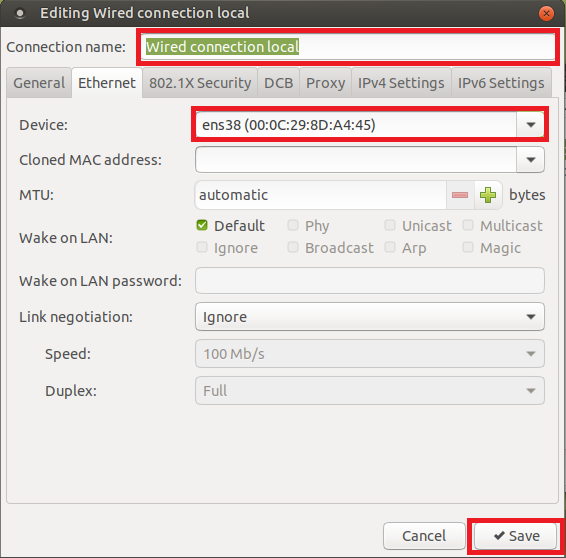 Editing Wired connection local
Connection name: Wired connection local
General Ethernet 802.1X Security DCB Proxy IPv4 Settings IPv6 Settings
Device: ens38 (00:0C:29:8D:A4:45)
Cloned MAC address:
MTU: automatic bytes
Wake on LAN: Default Phy Unicast Multicast
Ignore Broadcast Arp Magic
Wake on LAN password:
Link negotiation: Ignore
Speed: 100 Mb/s
Duplex: Full
Cancel Save